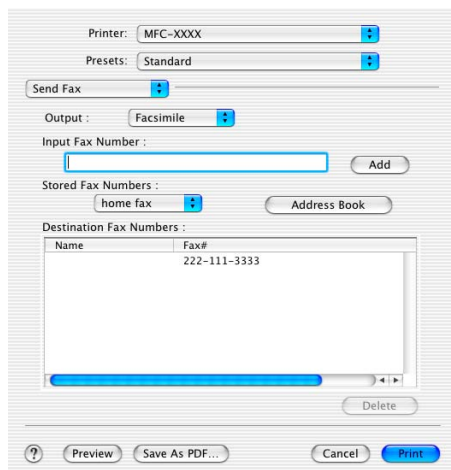 Printer: MFC-XXXX
Presets: Standard
Send Fax
Output : Facsimile
Input Fax Number :
Add
Stored Fax Numbers :
home fax Address Book
Destination Fax Numbers :
Name Fax#
222-111-3333
Delete
? Preview Save As PDF... Cancel Print